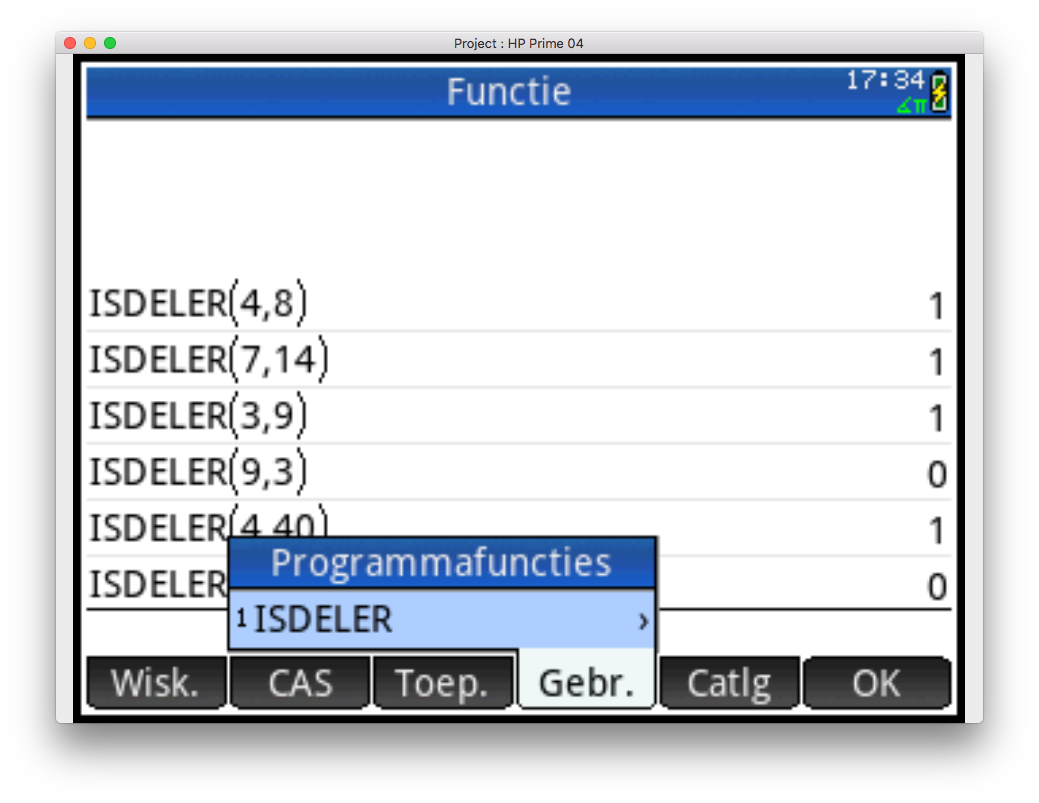 Project : HP Prime 04
Functie 17:34
∡π
ISDELER(4,8) 1
ISDELER(7,14) 1
ISDELER(3,9) 1
ISDELER(9,3) 0
ISDELER(4,40) 1
ISDELER 0
Programmafuncties
1 ISDELER ›
Wisk. CAS Toep. Gebr. Catlg OK